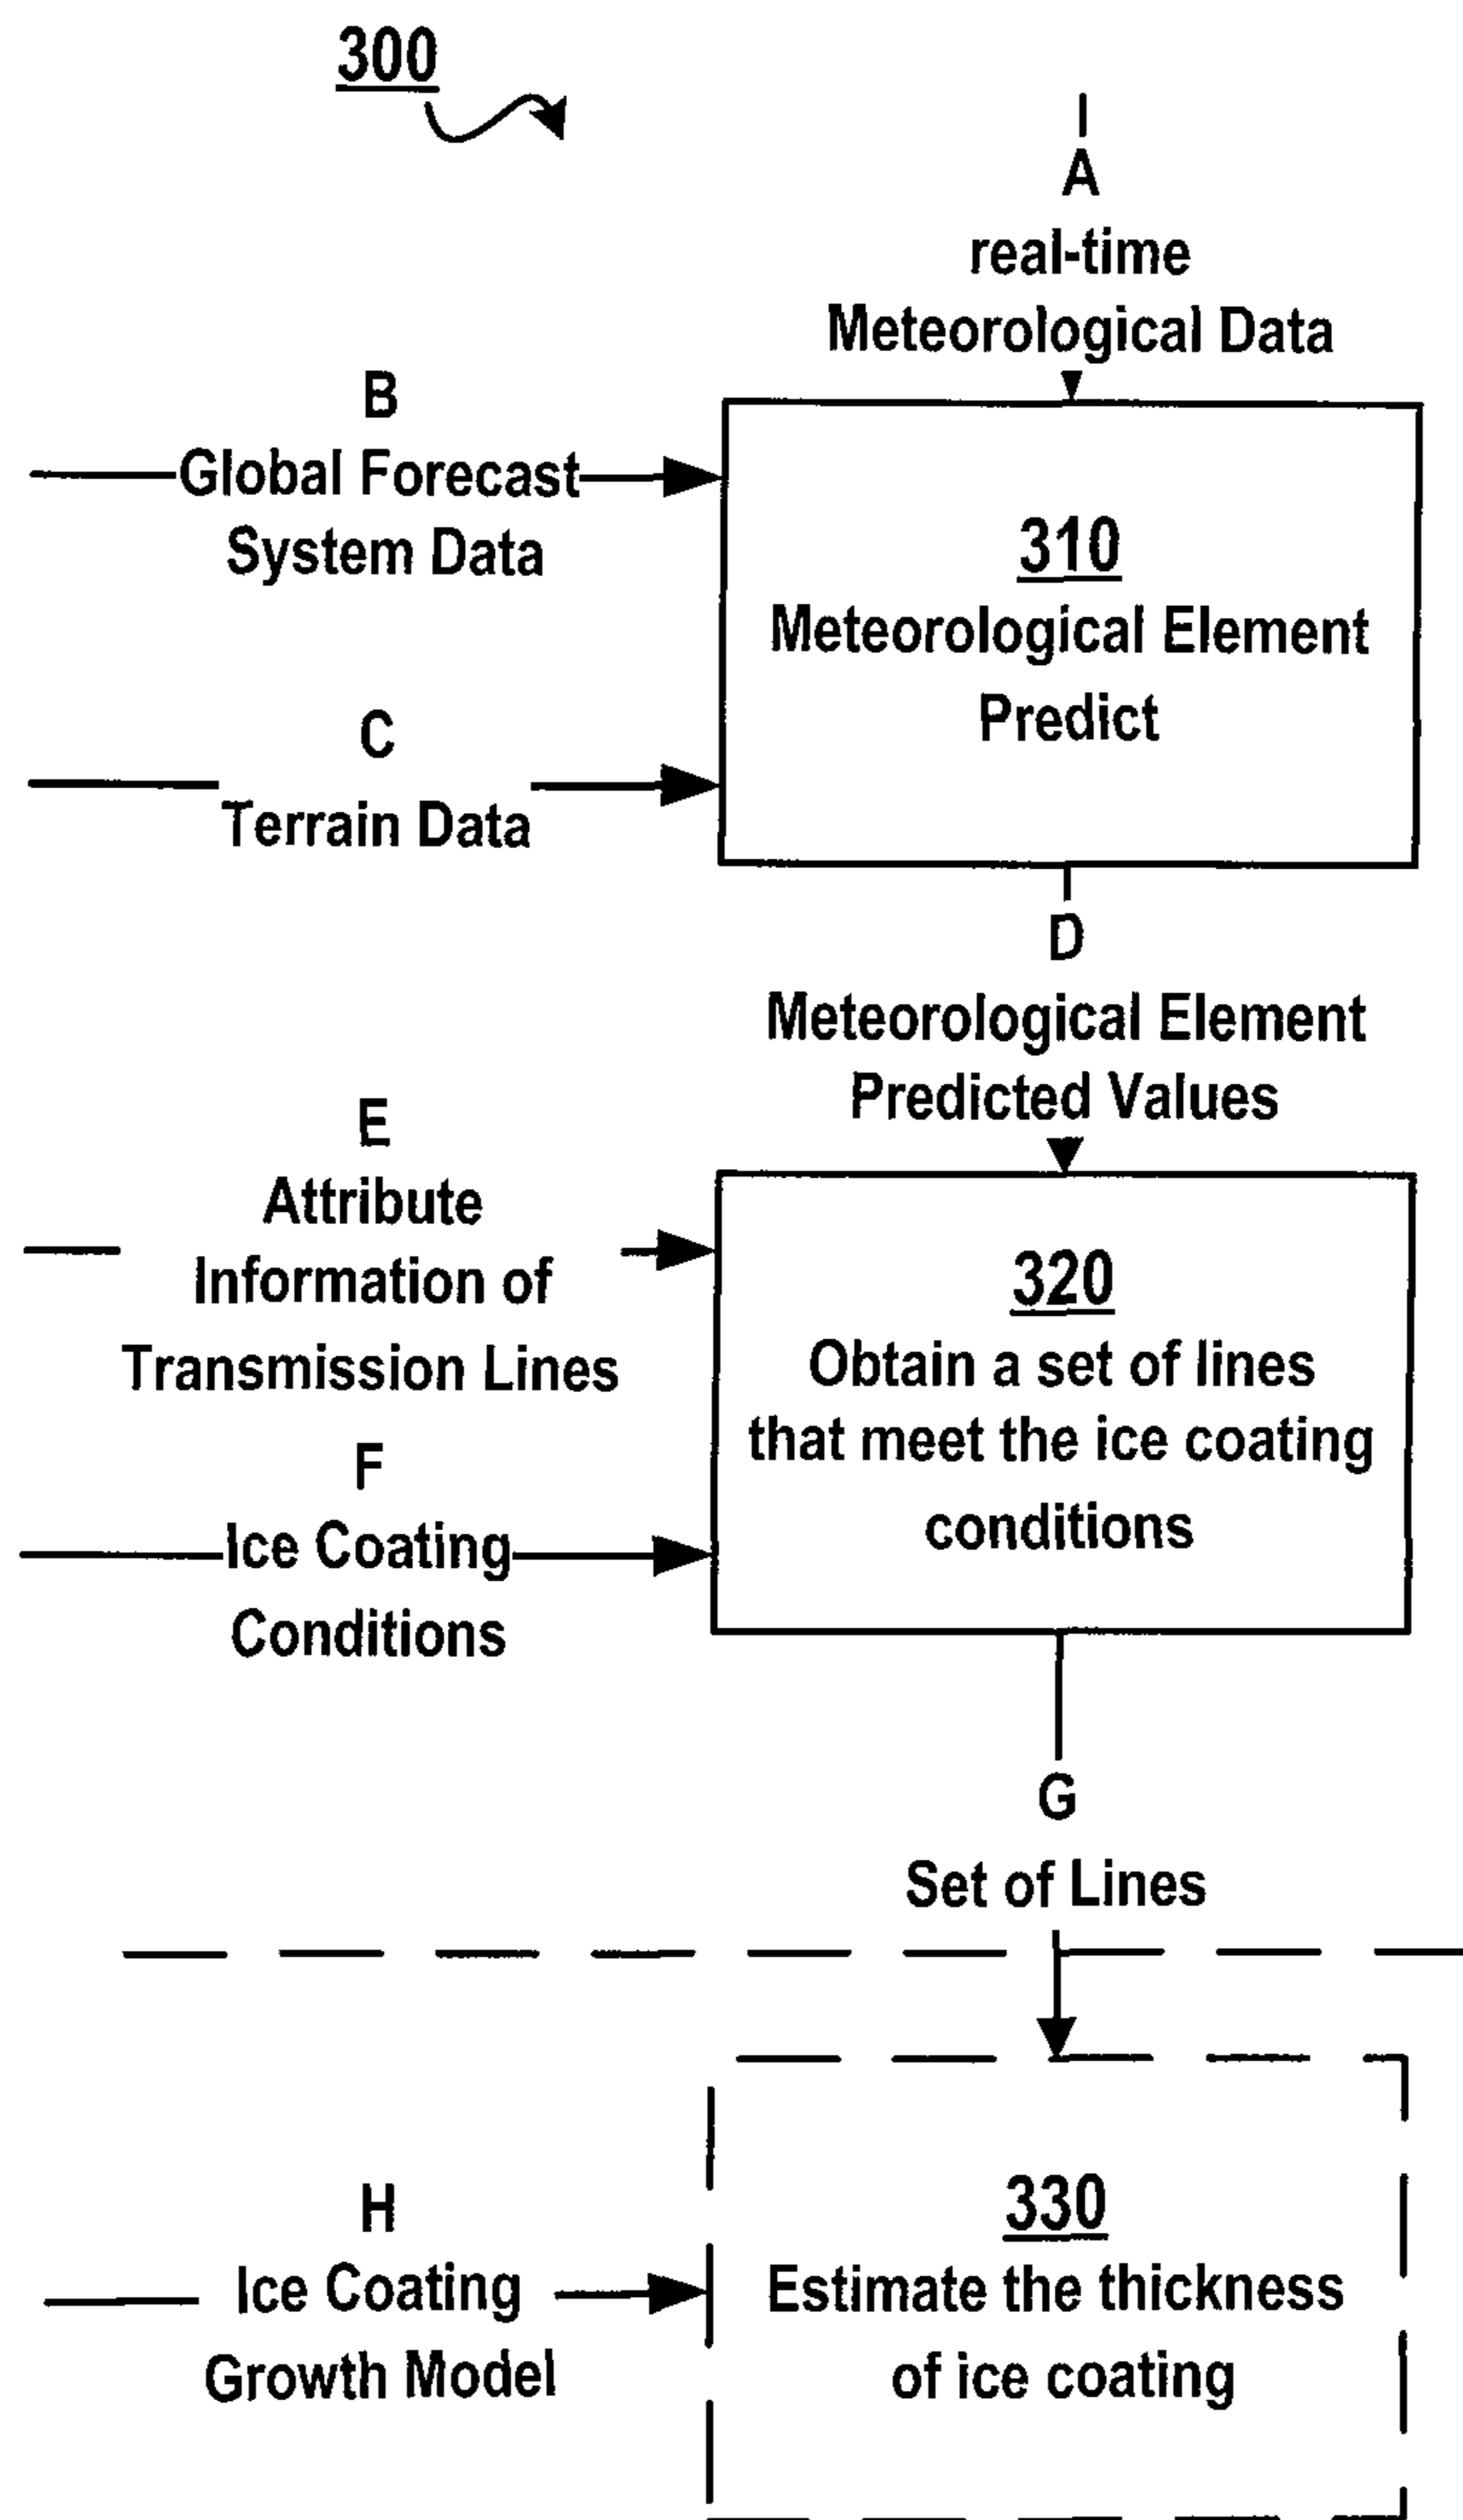 300
A
real-time
Meteorological Data
B
Global Forecast
System Data
310
Meteorological Element
Predict
C
Terrain Data
D
Meteorological Element
Predicted Values
E
Attribute
Information of
Transmission Lines
320
Obtain a set of lines
that meet the ice coating
conditions
F
Ice Coating
Conditions
G
Set of Lines
H
Ice Coating
Growth Model
330
Estimate the thickness
of ice coating